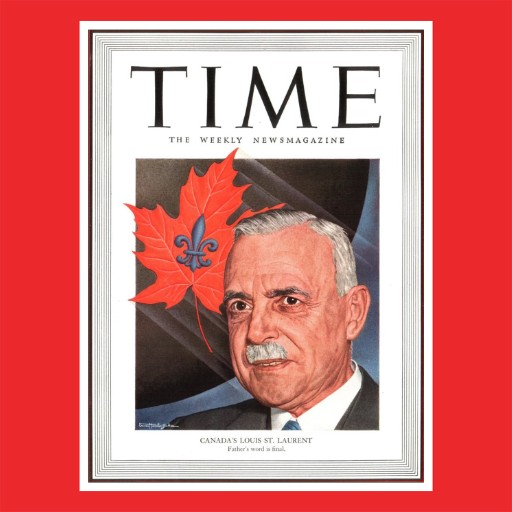 TIME
THE WEEKLY NEWSMAGAZINE
CANADA'S LOUIS ST. LAURENT
Father's word is final.